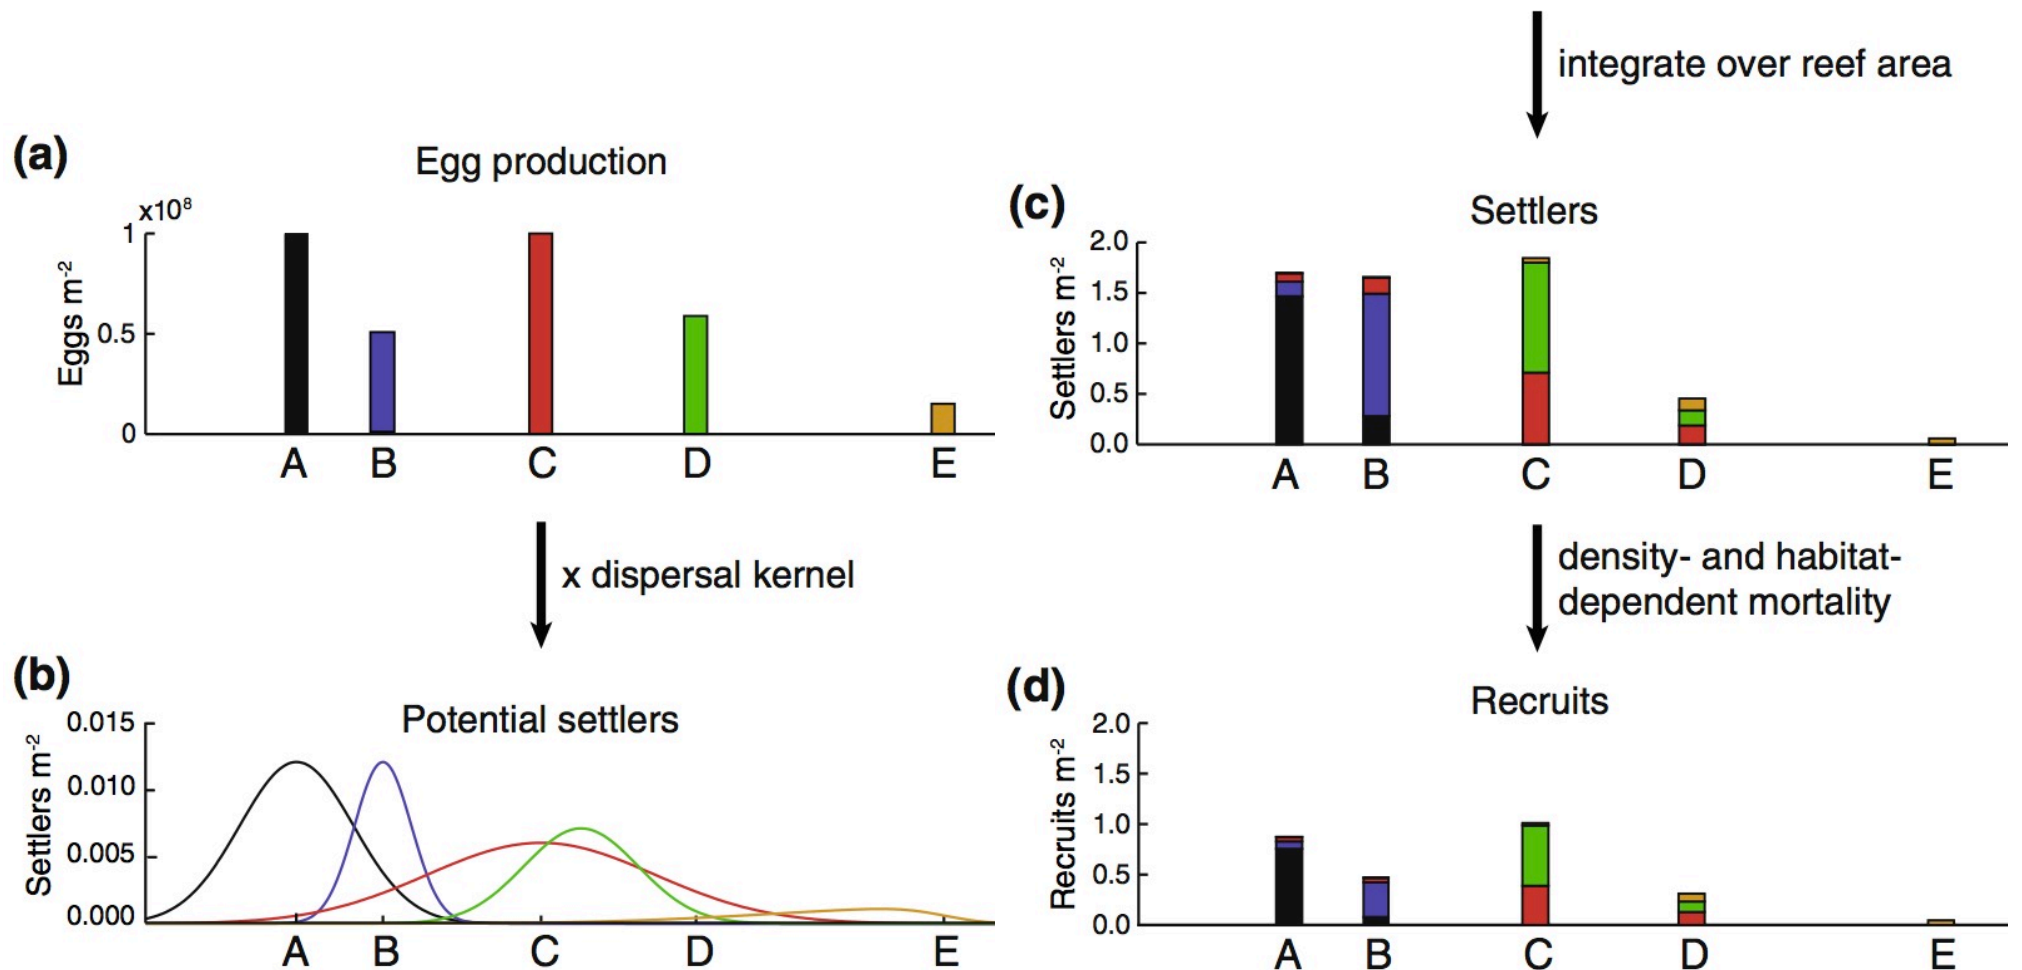 (a)
Egg production
x10⁸
1
0.5
0
Eggs m⁻²
A B C D E
x dispersal kernel
(b)
Potential settlers
0.015
0.010
0.005
0.000
Settlers m⁻²
A B C D E
integrate over reef area
(c)
Settlers
2.0
1.5
1.0
0.5
0.0
Settlers m⁻²
A B C D E
density- and habitat-
dependent mortality
(d)
Recruits
2.0
1.5
1.0
0.5
0.0
Recruits m⁻²
A B C D E